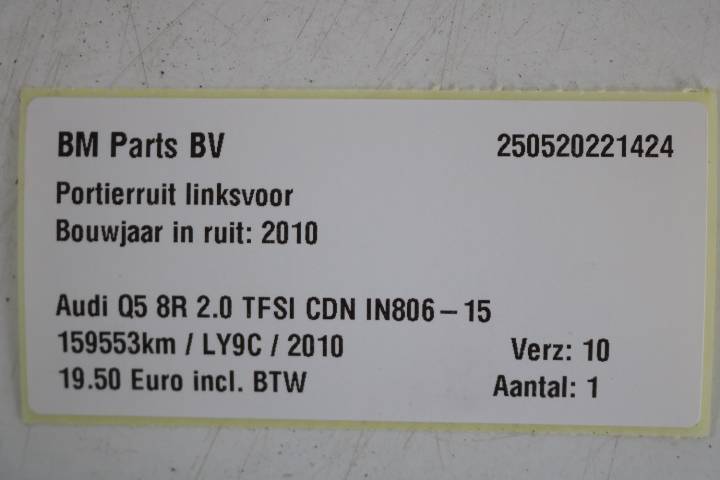 BM Parts BV 250520221424
Portierruit linksvoor
Bouwjaar in ruit: 2010
Audi Q5 8R 2.0 TFSI CDN IN806-15
159553km / LY9C / 2010 Verz: 10
19.50 Euro incl. BTW Aantal: 1